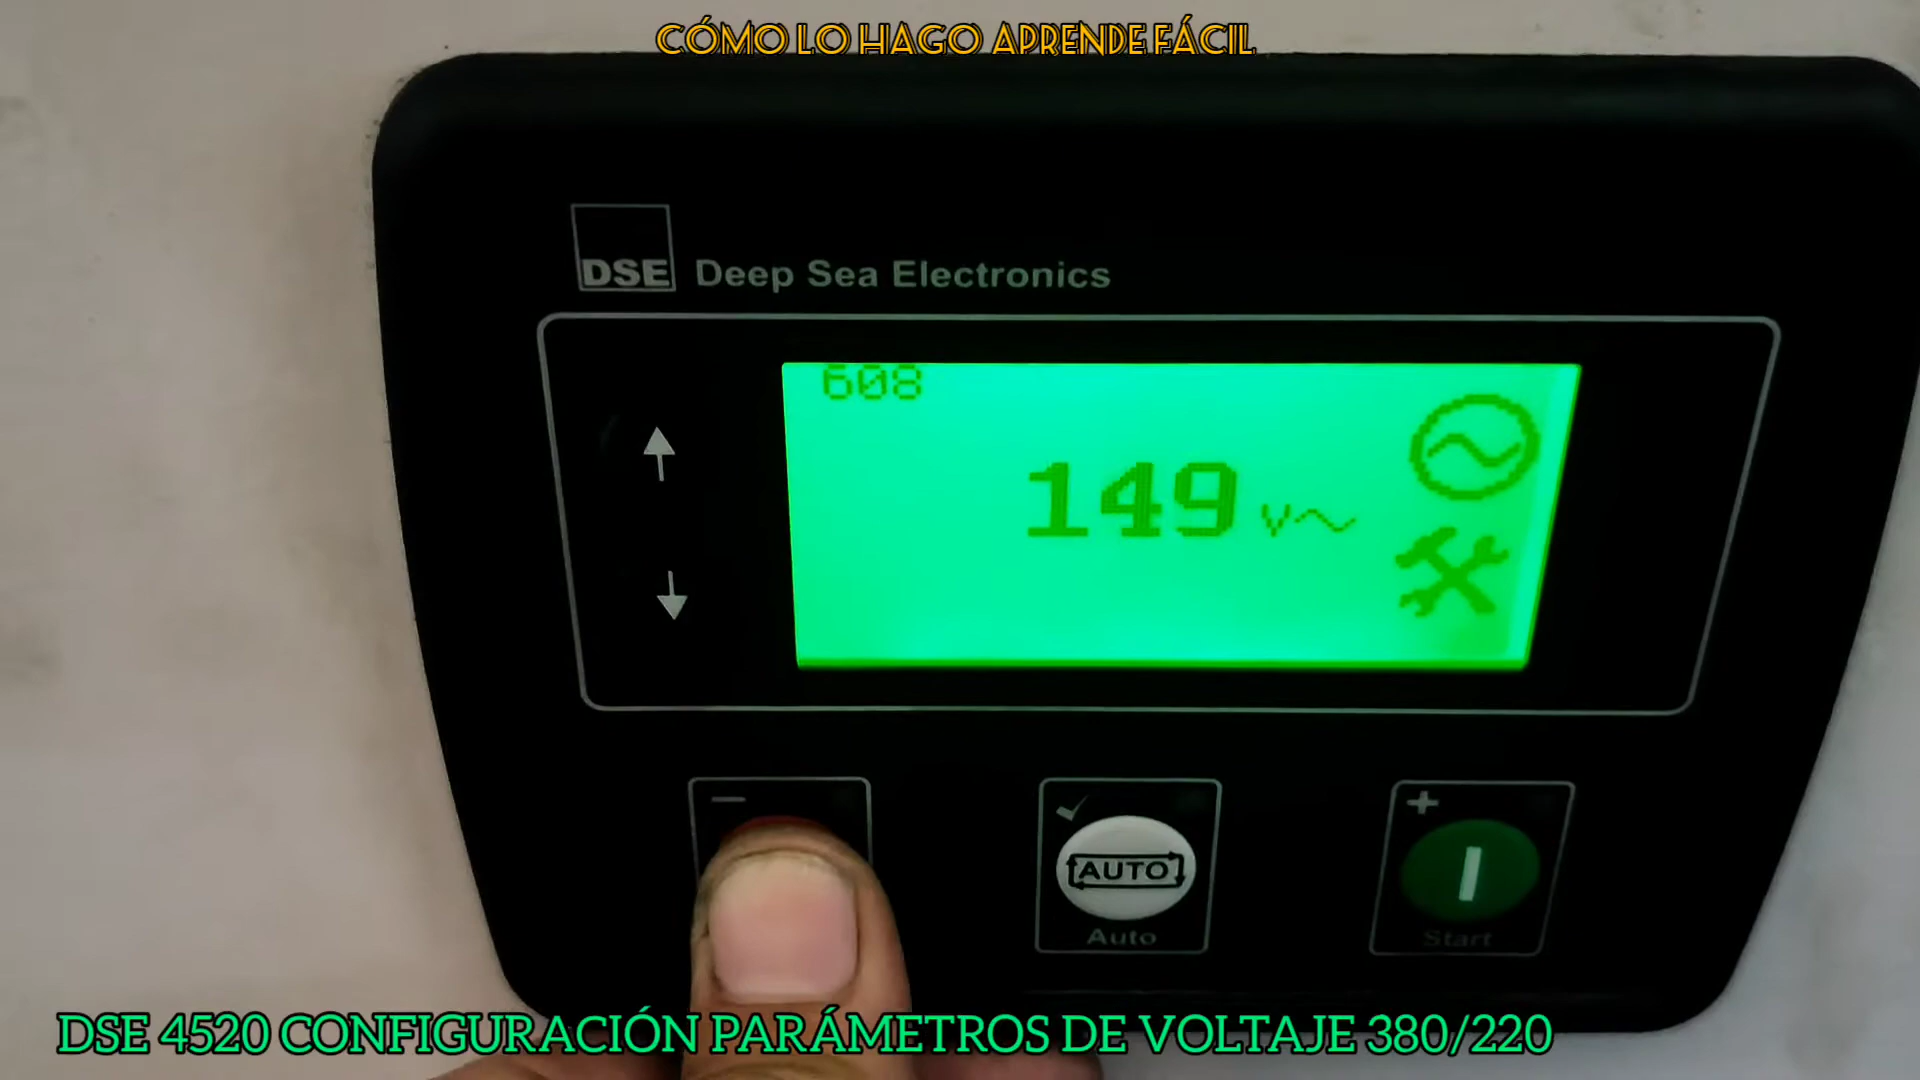 CÓMO LO HAGO APRENDE FÁCIL
DSE Deep Sea Electronics
608
149 V~
AUTO
Auto
Start
DSE 4520 CONFIGURACIÓN PARÁMETROS DE VOLTAJE 380/220